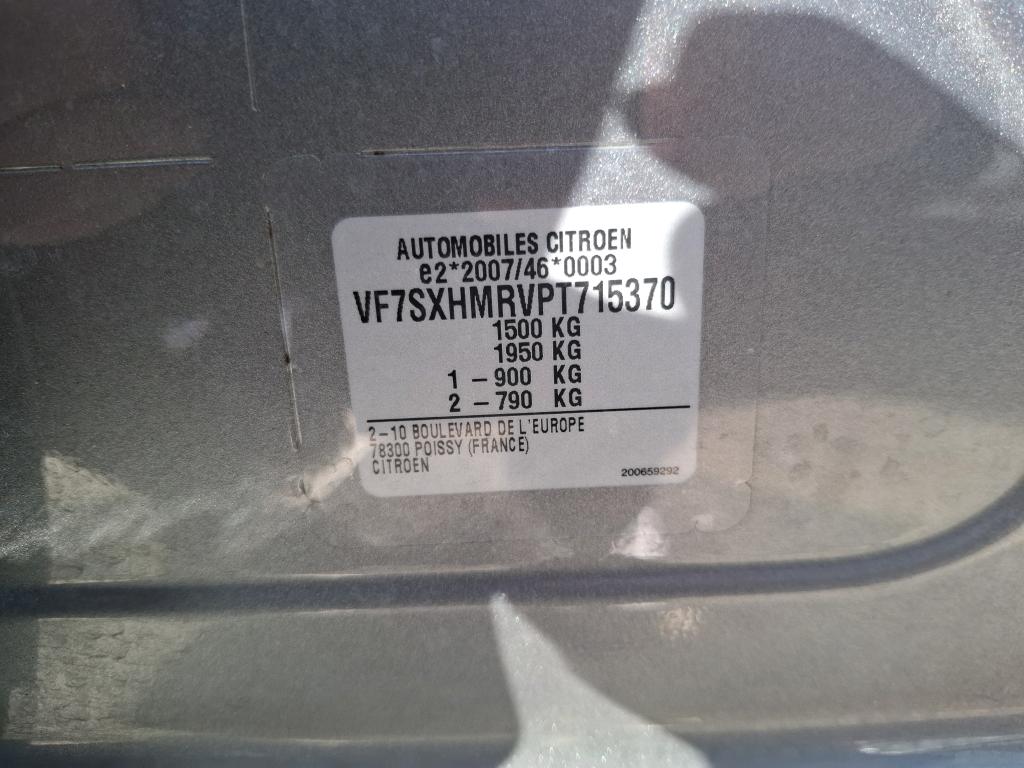 AUTOMOBILES CITROEN
e2*2007/46*0003
VF7SXHMRVPT715370
1500 KG
1950 KG
1 – 900 KG
2 – 790 KG
2–10 BOULEVARD DE L'EUROPE
78300 POISSY (FRANCE)
CITROEN
200659292